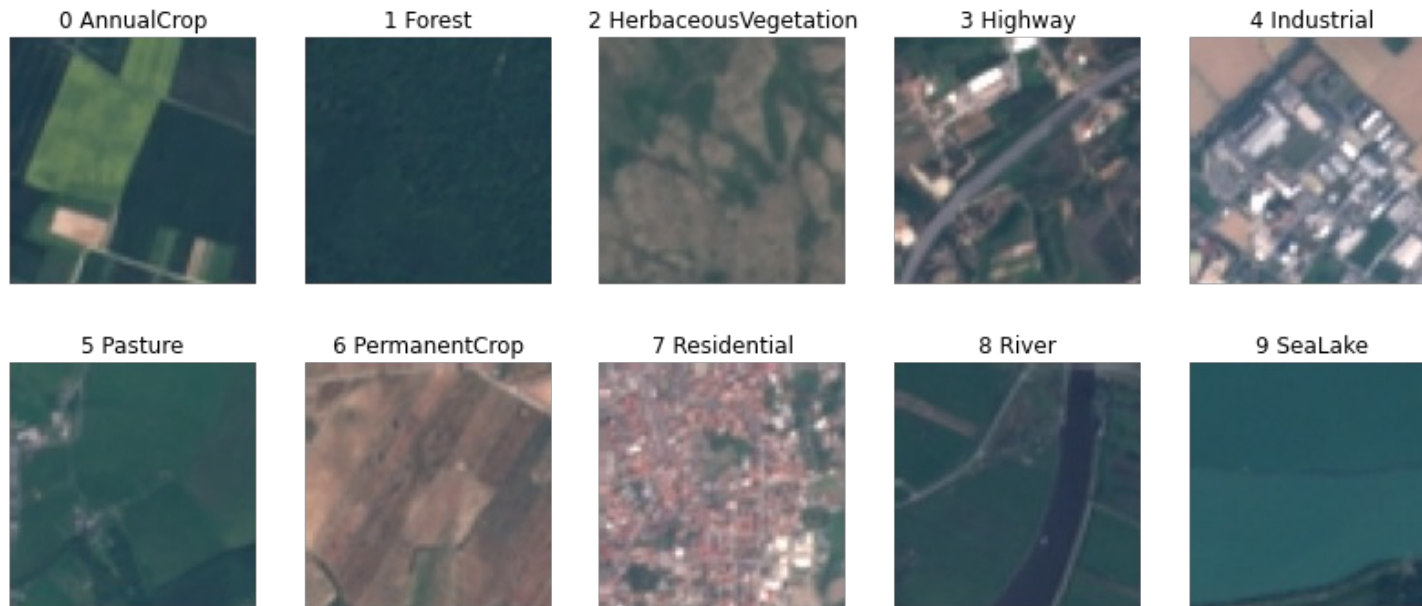 0 AnnualCrop
1 Forest
2 HerbaceousVegetation
3 Highway
4 Industrial
5 Pasture
6 PermanentCrop
7 Residential
8 River
9 SeaLake